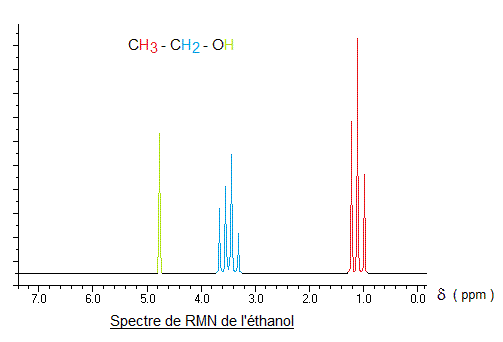 CH3 - CH2 - OH
7.0 6.0 5.0 4.0 3.0 2.0 1.0 0.0 δ ( ppm )
Spectre de RMN de l'éthanol